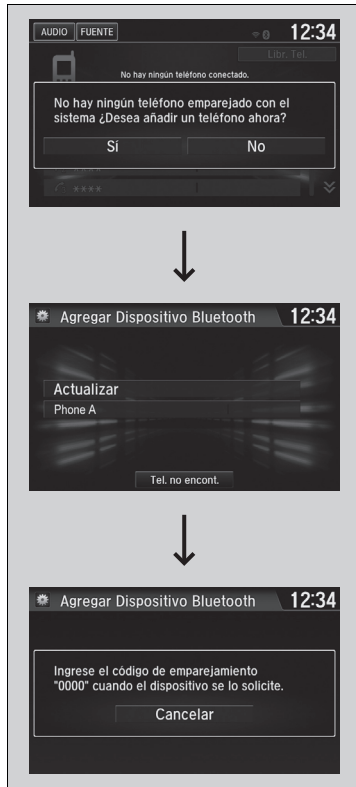 AUDIO FUENTE 12:34
Libr. Tel.
No hay ningún teléfono conectado.
No hay ningún teléfono emparejado con el
sistema ¿Desea añadir un teléfono ahora?
Sí No
****
Agregar Dispositivo Bluetooth 12:34
Actualizar
Phone A
Tel. no encont.
Agregar Dispositivo Bluetooth 12:34
Ingrese el código de emparejamiento
"0000" cuando el dispositivo se lo solicite.
Cancelar